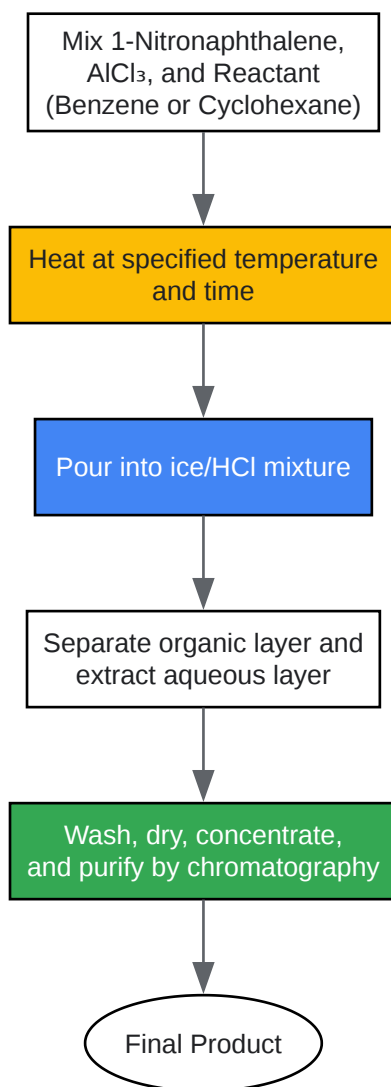 Mix 1-Nitronaphthalene,
AlCl₃, and Reactant
(Benzene or Cyclohexane)
Heat at specified temperature
and time
Pour into ice/HCl mixture
Separate organic layer and
extract aqueous layer
Wash, dry, concentrate,
and purify by chromatography
Final Product